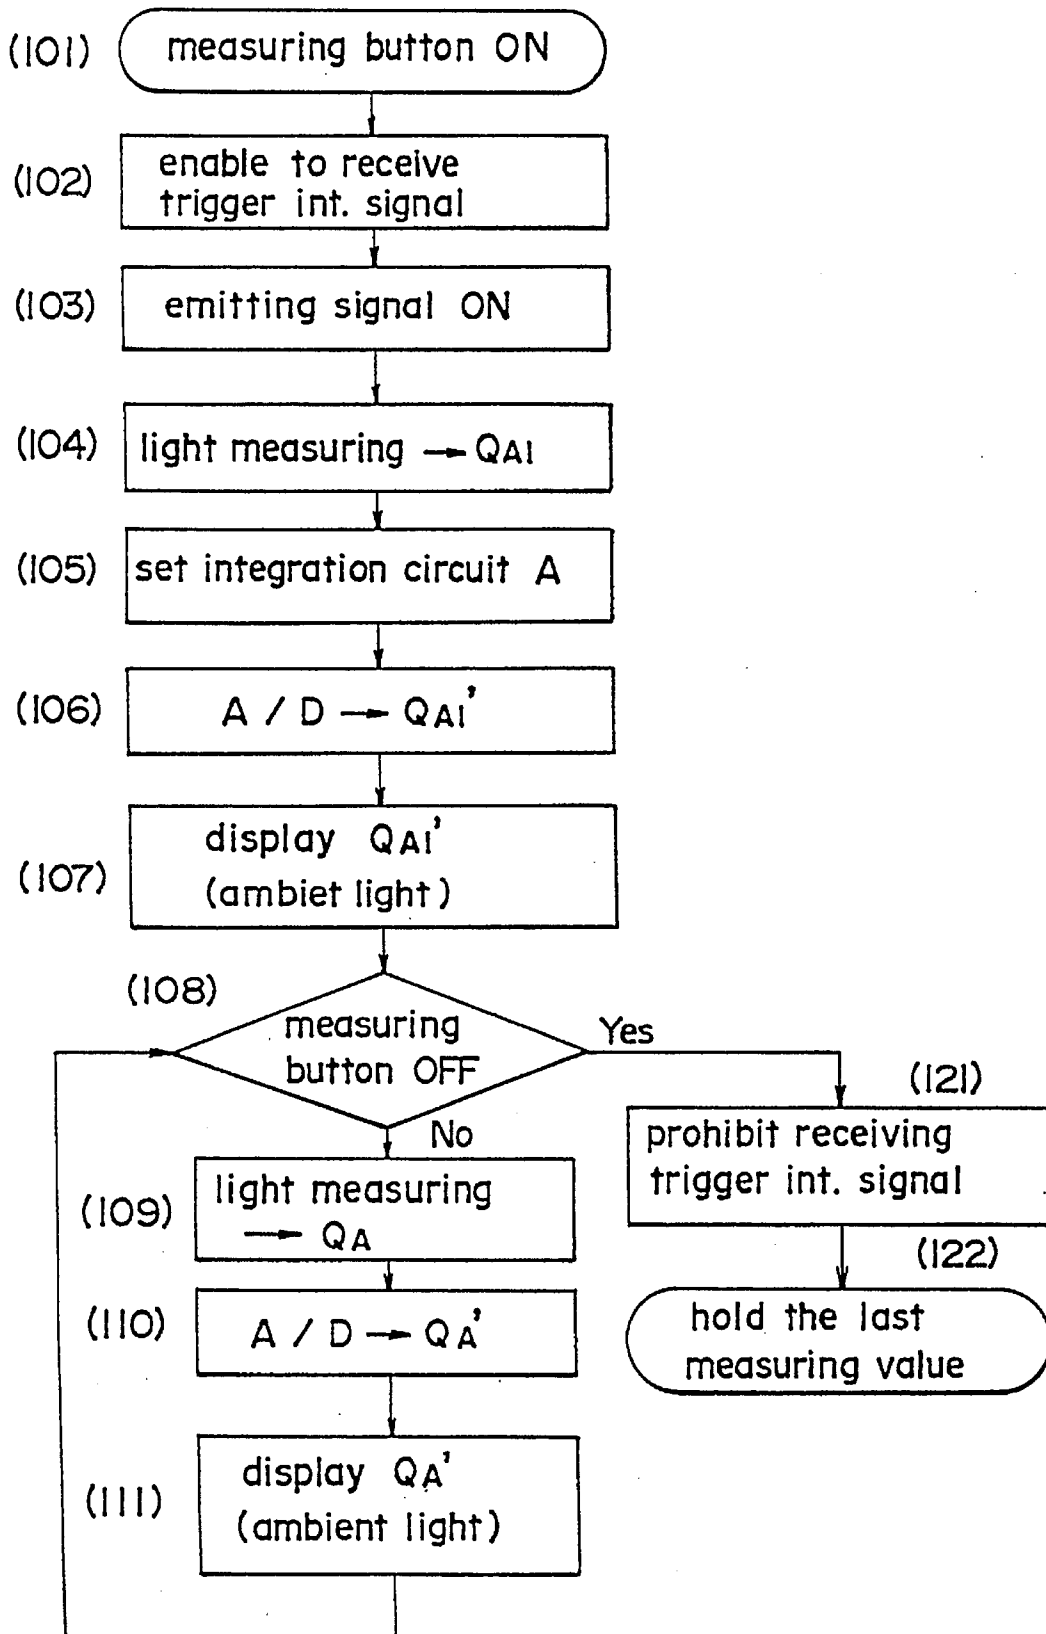 (101) measuring button ON
(102) enable to receive
trigger int. signal
(103) emitting signal ON
(104) light measuring → QA1
(105) set integration circuit A
(106) A / D → QA1'
(107) display QA1'
(ambiet light)
(108) measuring
button OFF
Yes
No
(109) light measuring
→ QA
(110) A / D → QA'
(111) display QA'
(ambient light)
(121)
prohibit receiving
trigger int. signal
(122)
hold the last
measuring value